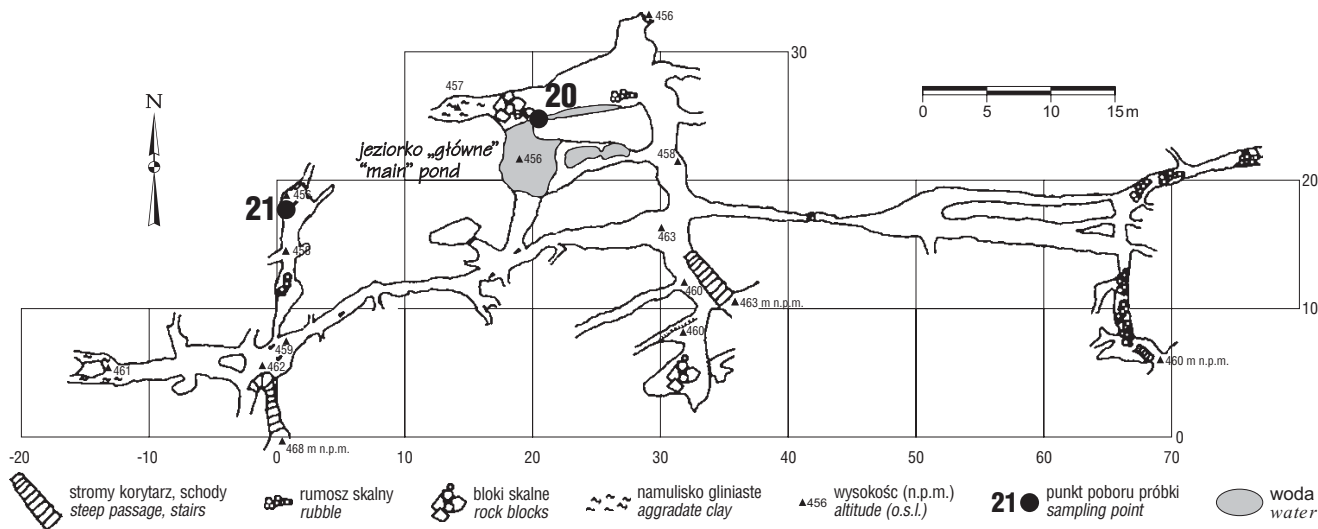 456
30
457
20
N
0 5 10 15 m
jeziorko „główne”
“main” pond
456
458
20
21
456
458
463
460
463 m n.p.m.
10
459
460
462
461
460 m n.p.m.
468 m n.p.m.
0
-20 -10 0 10 20 30 40 50 60 70
stromy korytarz, schody
steep passage, stairs
rumosz skalny
rubble
bloki skalne
rock blocks
namulisko gliniaste
aggradate clay
456 wysokośc (n.p.m.)
altitude (o.s.l.)
21 punkt poboru próbki
sampling point
woda
water